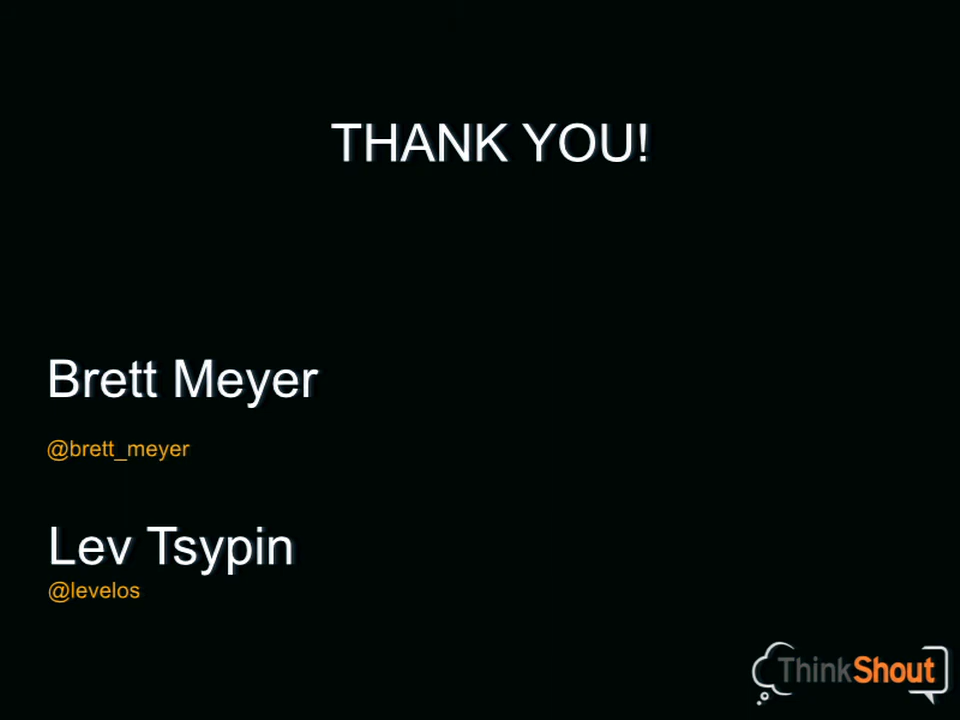 THANK YOU!
Brett Meyer
@brett_meyer
Lev Tsypin
@levelos
ThinkShout